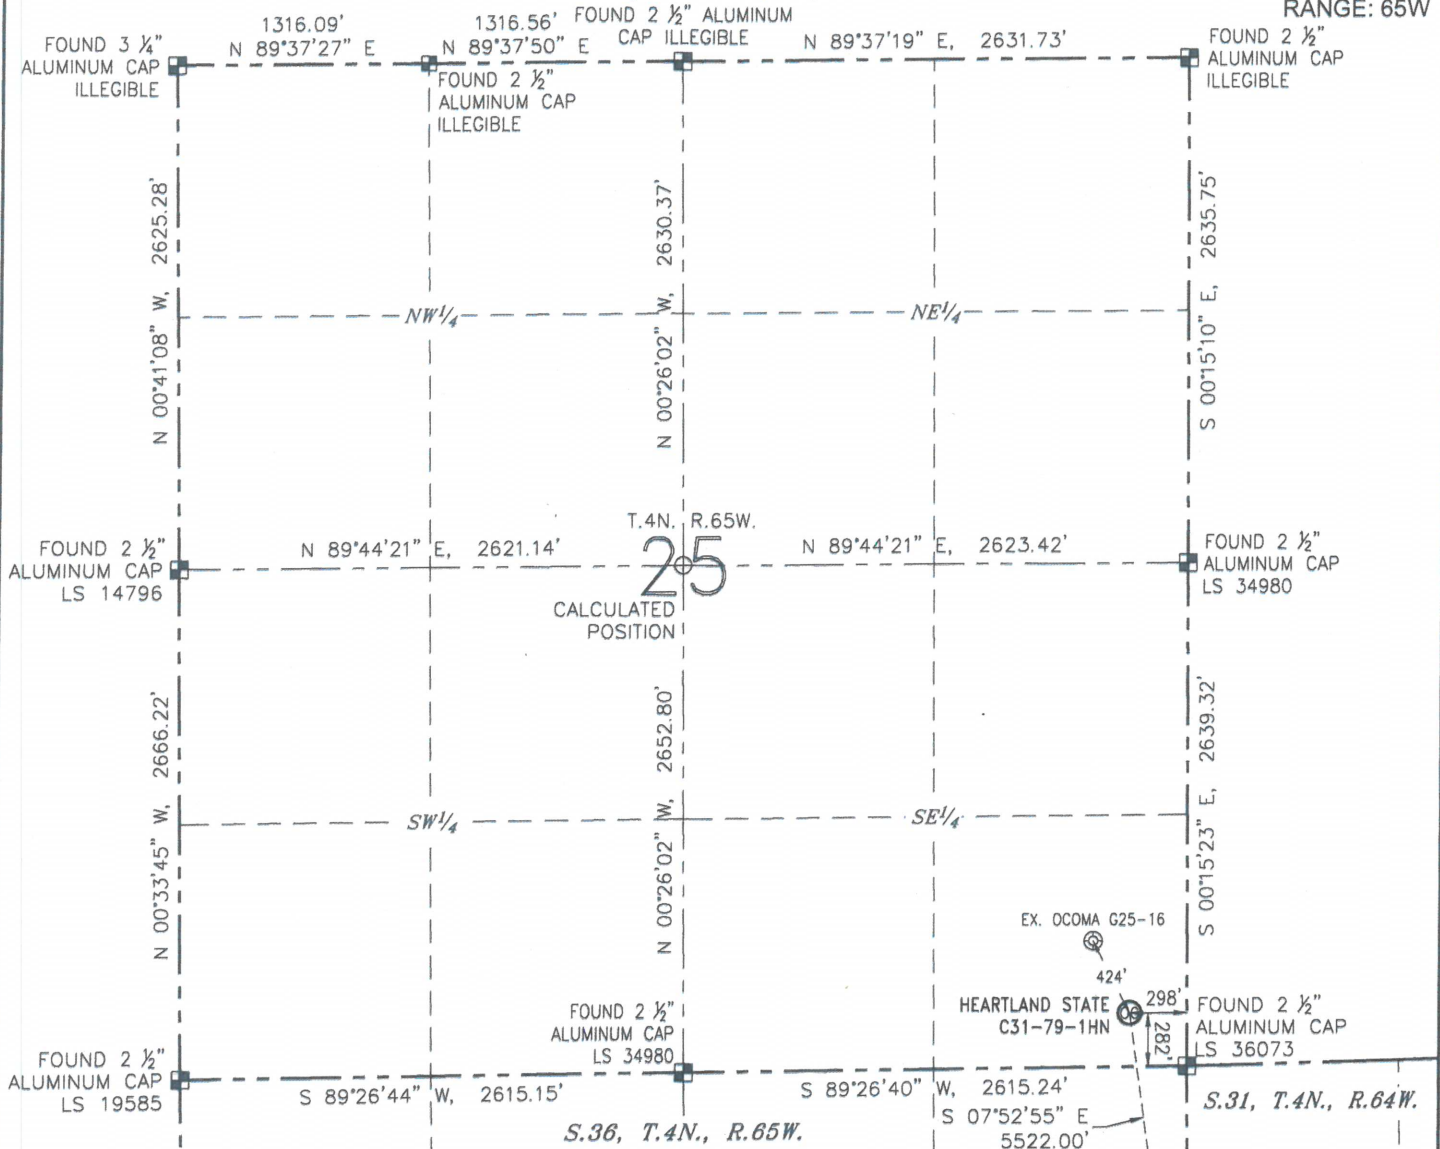 RANGE: 65W
1316.09'
N 89°37'27" E
1316.56'
N 89°37'50" E
FOUND 2 ½" ALUMINUM
CAP ILLEGIBLE
N 89°37'19" E, 2631.73'
FOUND 3 ¼"
ALUMINUM CAP
ILLEGIBLE
FOUND 2 ½"
ALUMINUM CAP
ILLEGIBLE
FOUND 2 ½"
ALUMINUM CAP
ILLEGIBLE
N 00°41'08" W, 2625.28'
N 00°26'02" W, 2630.37'
S 00°15'10" E, 2635.75'
NW¼
NE¼
T.4N. R.65W.
25
CALCULATED
POSITION
N 89°44'21" E, 2621.14'
N 89°44'21" E, 2623.42'
FOUND 2 ½"
ALUMINUM CAP
LS 14796
FOUND 2 ½"
ALUMINUM CAP
LS 34980
N 00°33'45" W, 2666.22'
N 00°26'02" W, 2652.80'
S 00°15'23" E, 2639.32'
SW¼
SE¼
EX. OCOMA G25-16
424'
HEARTLAND STATE
C31-79-1HN
298'
282'
FOUND 2 ½"
ALUMINUM CAP
LS 34980
FOUND 2 ½"
ALUMINUM CAP
LS 36073
FOUND 2 ½"
ALUMINUM CAP
LS 19585
S 89°26'44" W, 2615.15'
S 89°26'40" W, 2615.24'
S 07°52'55" E
5522.00'
S.36, T.4N., R.65W.
S.31, T.4N., R.64W.